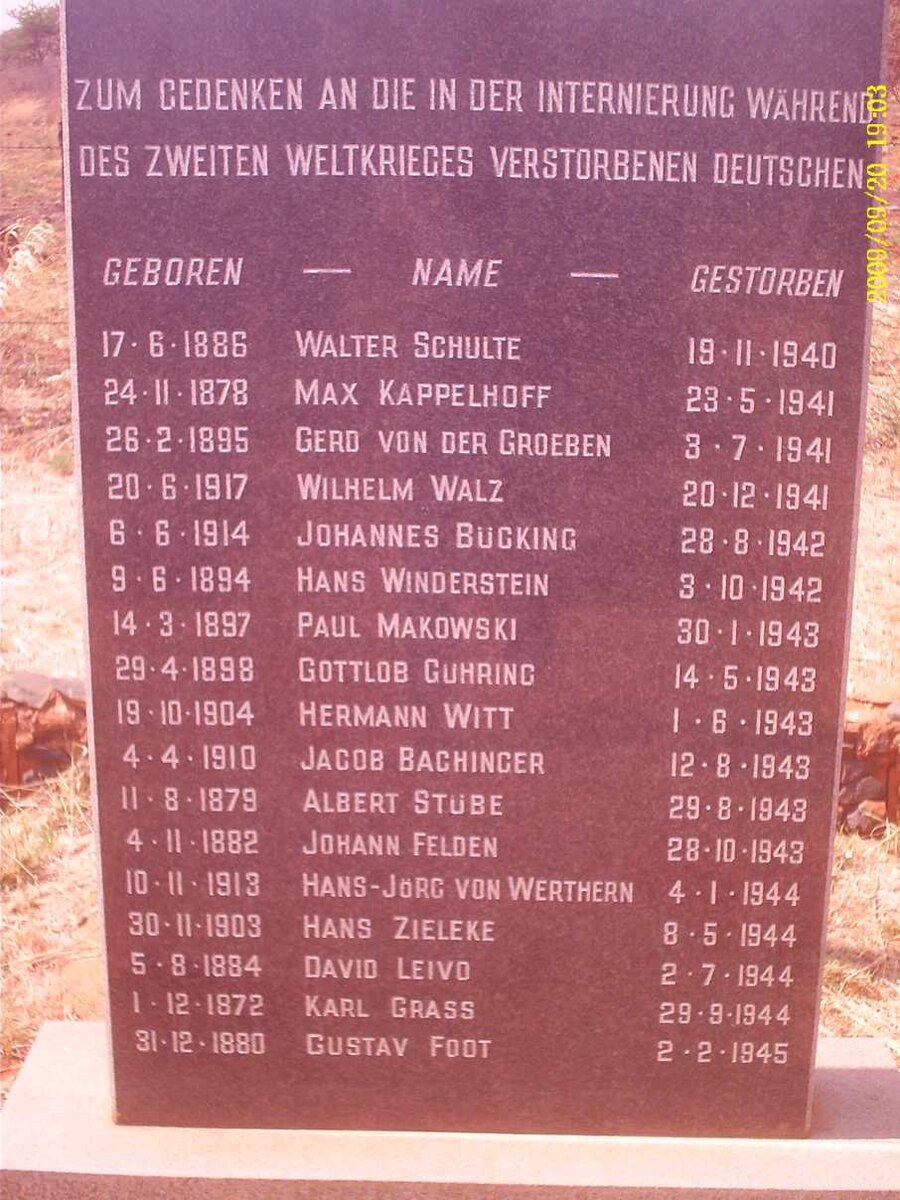 ZUM GEDENKEN AN DIE IN DER INTERNIERUNG WÄHREND
DES ZWEITEN WELTKRIEGES VERSTORBENEN DEUTSCHEN
GEBOREN — NAME — GESTORBEN
17·6·1886 WALTER SCHULTE 19·11·1940
24·11·1878 MAX KAPPELHOFF 23·5·1941
26·2·1895 GERD VON DER GROEBEN 3·7·1941
20·6·1917 WILHELM WALZ 20·12·1941
6·6·1914 JOHANNES BÜCKING 28·8·1942
9·6·1894 HANS WINDERSTEIN 3·10·1942
14·3·1897 PAUL MAKOWSKI 30·1·1943
29·4·1898 GOTTLOB GÜHRING 14·5·1943
19·10·1904 HERMANN WITT 1·6·1943
4·4·1910 JACOB BACHINGER 12·8·1943
11·8·1879 ALBERT STÜBE 29·8·1943
4·11·1882 JOHANN FELDEN 28·10·1943
10·11·1913 HANS-JÖRG VON WERTHERN 4·1·1944
30·11·1903 HANS ZIELEKE 8·5·1944
5·8·1884 DAVID LEIVO 2·7·1944
1·12·1872 KARL GRASS 29·9·1944
31·12·1880 GUSTAV FOOT 2·2·1945
2009/09/20 19:03